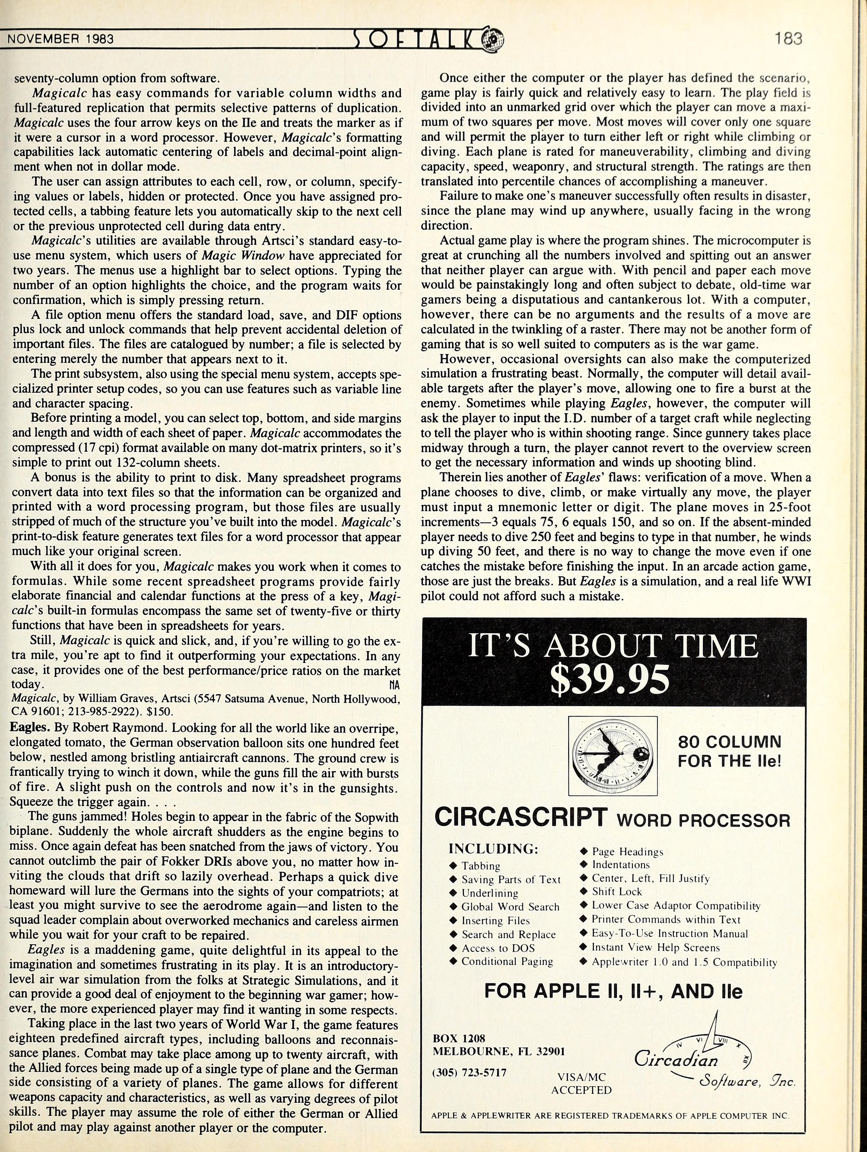 NOVEMBER 1983
SOFTALK
183
seventy-column option from software.
Magicalc has easy commands for variable column widths and
full-featured replication that permits selective patterns of duplication.
Magicalc uses the four arrow keys on the IIe and treats the marker as if
it were a cursor in a word processor. However, Magicalc's formatting
capabilities lack automatic centering of labels and decimal-point align-
ment when not in dollar mode.
The user can assign attributes to each cell, row, or column, specify-
ing values or labels, hidden or protected. Once you have assigned pro-
tected cells, a tabbing feature lets you automatically skip to the next cell
or the previous unprotected cell during data entry.
Magicalc's utilities are available through Artsci's standard easy-to-
use menu system, which users of Magic Window have appreciated for
two years. The menus use a highlight bar to select options. Typing the
number of an option highlights the choice, and the program waits for
confirmation, which is simply pressing return.
A file option menu offers the standard load, save, and DIF options
plus lock and unlock commands that help prevent accidental deletion of
important files. The files are catalogued by number; a file is selected by
entering merely the number that appears next to it.
The print subsystem, also using the special menu system, accepts spe-
cialized printer setup codes, so you can use features such as variable line
and character spacing.
Before printing a model, you can select top, bottom, and side margins
and length and width of each sheet of paper. Magicalc accommodates the
compressed (17 cpi) format available on many dot-matrix printers, so it's
simple to print out 132-column sheets.
A bonus is the ability to print to disk. Many spreadsheet programs
convert data into text files so that the information can be organized and
printed with a word processing program, but those files are usually
stripped of much of the structure you've built into the model. Magicalc's
print-to-disk feature generates text files for a word processor that appear
much like your original screen.
With all it does for you, Magicalc makes you work when it comes to
formulas. While some recent spreadsheet programs provide fairly
elaborate financial and calendar functions at the press of a key, Magi-
calc's built-in formulas encompass the same set of twenty-five or thirty
functions that have been in spreadsheets for years.
Still, Magicalc is quick and slick, and, if you're willing to go the ex-
tra mile, you're apt to find it outperforming your expectations. In any
case, it provides one of the best performance/price ratios on the market
today. MA
Magicalc, by William Graves, Artsci (5547 Satsuma Avenue, North Hollywood,
CA 91601; 213-985-2922). $150.
Eagles. By Robert Raymond. Looking for all the world like an overripe,
elongated tomato, the German observation balloon sits one hundred feet
below, nestled among bristling antiaircraft cannons. The ground crew is
frantically trying to winch it down, while the guns fill the air with bursts
of fire. A slight push on the controls and now it's in the gunsights.
Squeeze the trigger again. . . .
The guns jammed! Holes begin to appear in the fabric of the Sopwith
biplane. Suddenly the whole aircraft shudders as the engine begins to
miss. Once again defeat has been snatched from the jaws of victory. You
cannot outclimb the pair of Fokker DRIs above you, no matter how in-
viting the clouds that drift so lazily overhead. Perhaps a quick dive
homeward will lure the Germans into the sights of your compatriots; at
least you might survive to see the aerodrome again—and listen to the
squad leader complain about overworked mechanics and careless airmen
while you wait for your craft to be repaired.
Eagles is a maddening game, quite delightful in its appeal to the
imagination and sometimes frustrating in its play. It is an introductory-
level air war simulation from the folks at Strategic Simulations, and it
can provide a good deal of enjoyment to the beginning war gamer; how-
ever, the more experienced player may find it wanting in some respects.
Taking place in the last two years of World War I, the game features
eighteen predefined aircraft types, including balloons and reconnais-
sance planes. Combat may take place among up to twenty aircraft, with
the Allied forces being made up of a single type of plane and the German
side consisting of a variety of planes. The game allows for different
weapons capacity and characteristics, as well as varying degrees of pilot
skills. The player may assume the role of either the German or Allied
pilot and may play against another player or the computer.
Once either the computer or the player has defined the scenario,
game play is fairly quick and relatively easy to learn. The play field is
divided into an unmarked grid over which the player can move a maxi-
mum of two squares per move. Most moves will cover only one square
and will permit the player to turn either left or right while climbing or
diving. Each plane is rated for maneuverability, climbing and diving
capacity, speed, weaponry, and structural strength. The ratings are then
translated into percentile chances of accomplishing a maneuver.
Failure to make one's maneuver successfully often results in disaster,
since the plane may wind up anywhere, usually facing in the wrong
direction.
Actual game play is where the program shines. The microcomputer is
great at crunching all the numbers involved and spitting out an answer
that neither player can argue with. With pencil and paper each move
would be painstakingly long and often subject to debate, old-time war
gamers being a disputatious and cantankerous lot. With a computer,
however, there can be no arguments and the results of a move are
calculated in the twinkling of a raster. There may not be another form of
gaming that is so well suited to computers as is the war game.
However, occasional oversights can also make the computerized
simulation a frustrating beast. Normally, the computer will detail avail-
able targets after the player's move, allowing one to fire a burst at the
enemy. Sometimes while playing Eagles, however, the computer will
ask the player to input the I.D. number of a target craft while neglecting
to tell the player who is within shooting range. Since gunnery takes place
midway through a turn, the player cannot revert to the overview screen
to get the necessary information and winds up shooting blind.
Therein lies another of Eagles' flaws: verification of a move. When a
plane chooses to dive, climb, or make virtually any move, the player
must input a mnemonic letter or digit. The plane moves in 25-foot
increments—3 equals 75, 6 equals 150, and so on. If the absent-minded
player needs to dive 250 feet and begins to type in that number, he winds
up diving 50 feet, and there is no way to change the move even if one
catches the mistake before finishing the input. In an arcade action game,
those are just the breaks. But Eagles is a simulation, and a real life WWI
pilot could not afford such a mistake.
IT'S ABOUT TIME
$39.95
80 COLUMN
FOR THE IIe!
CIRCASCRIPT WORD PROCESSOR
INCLUDING:
◆ Tabbing
◆ Saving Parts of Text
◆ Underlining
◆ Global Word Search
◆ Inserting Files
◆ Search and Replace
◆ Access to DOS
◆ Conditional Paging
◆ Page Headings
◆ Indentations
◆ Center, Left, Fill Justify
◆ Shift Lock
◆ Lower Case Adaptor Compatibility
◆ Printer Commands within Text
◆ Easy-To-Use Instruction Manual
◆ Instant View Help Screens
◆ Applewriter 1.0 and 1.5 Compatibility
FOR APPLE II, II+, AND IIe
BOX 1208
MELBOURNE, FL 32901
(305) 723-5717
VISA/MC
ACCEPTED
Circadian
Software, Inc.
APPLE & APPLEWRITER ARE REGISTERED TRADEMARKS OF APPLE COMPUTER INC.